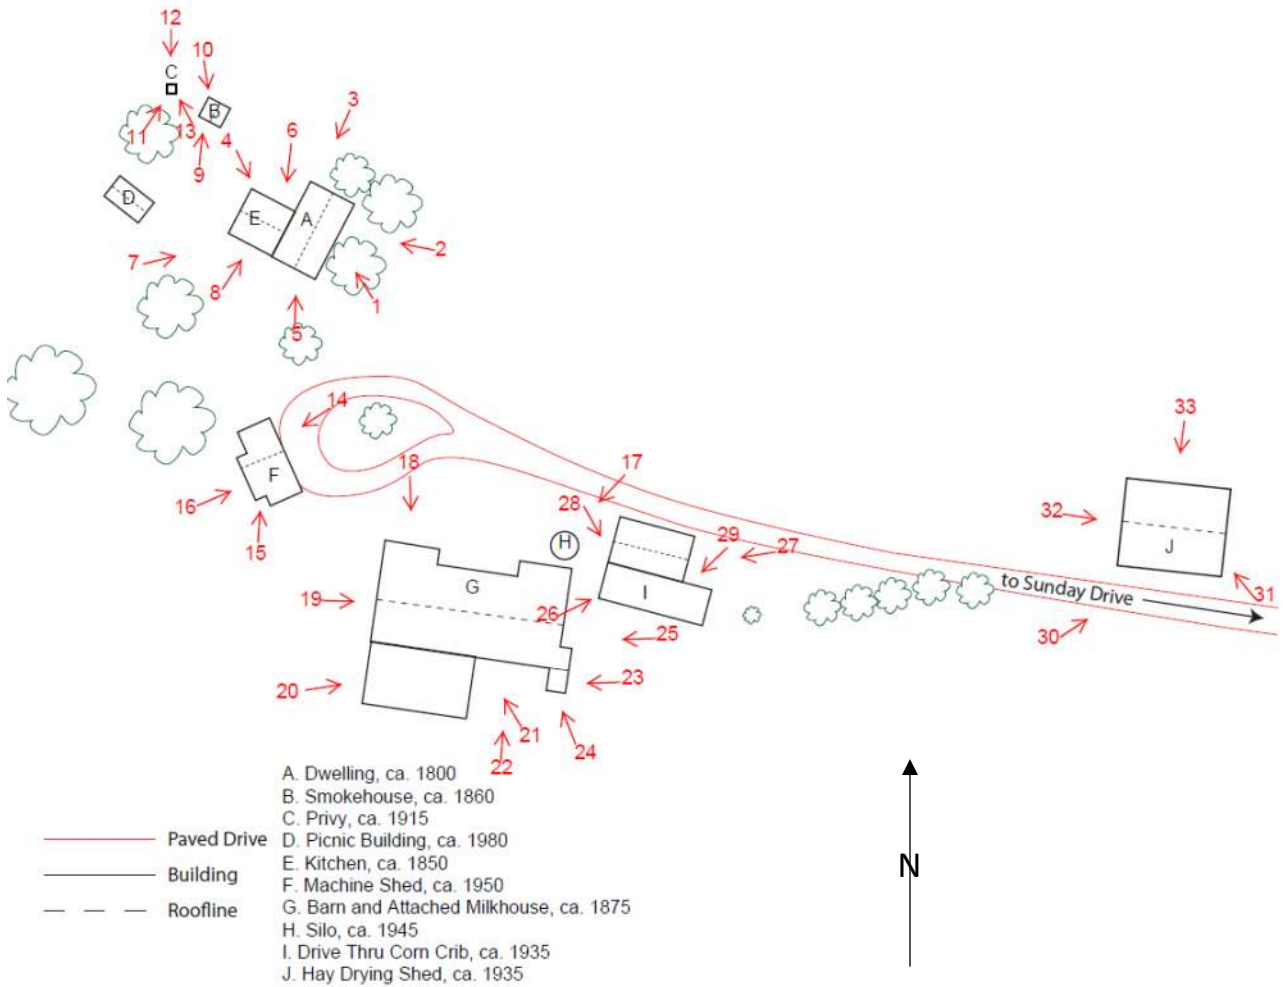 12
10
C
3
B
11
13
4
6
9
D
E
A
2
7
8
1
5
14
33
18
17
F
28
16
32
29
H
27
J
15
G
to Sunday Drive
I
31
19
26
25
30
23
20
21
24
22
A. Dwelling, ca. 1800
B. Smokehouse, ca. 1860
C. Privy, ca. 1915
Paved Drive
D. Picnic Building, ca. 1980
E. Kitchen, ca. 1850
Building
F. Machine Shed, ca. 1950
G. Barn and Attached Milkhouse, ca. 1875
Roofline
H. Silo, ca. 1945
I. Drive Thru Corn Crib, ca. 1935
J. Hay Drying Shed, ca. 1935
N